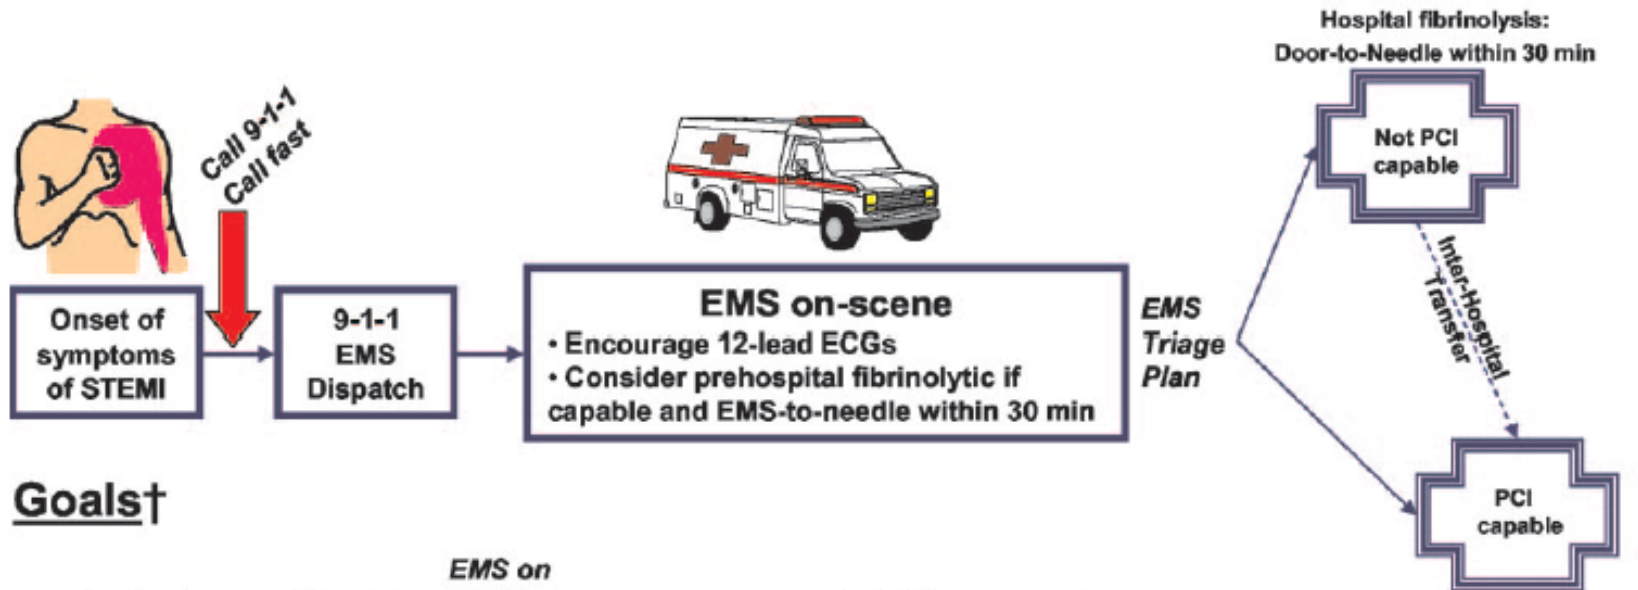 Hospital fibrinolysis:
Door-to-Needle within 30 min
Call 9-1-1
Call fast
Not PCI
capable
Inter-Hospital
Transfer
Onset of
symptoms
of STEMI
9-1-1
EMS
Dispatch
EMS on-scene
• Encourage 12-lead ECGs
• Consider prehospital fibrinolytic if
capable and EMS-to-needle within 30 min
EMS
Triage
Plan
PCI
capable
Goals†
EMS on